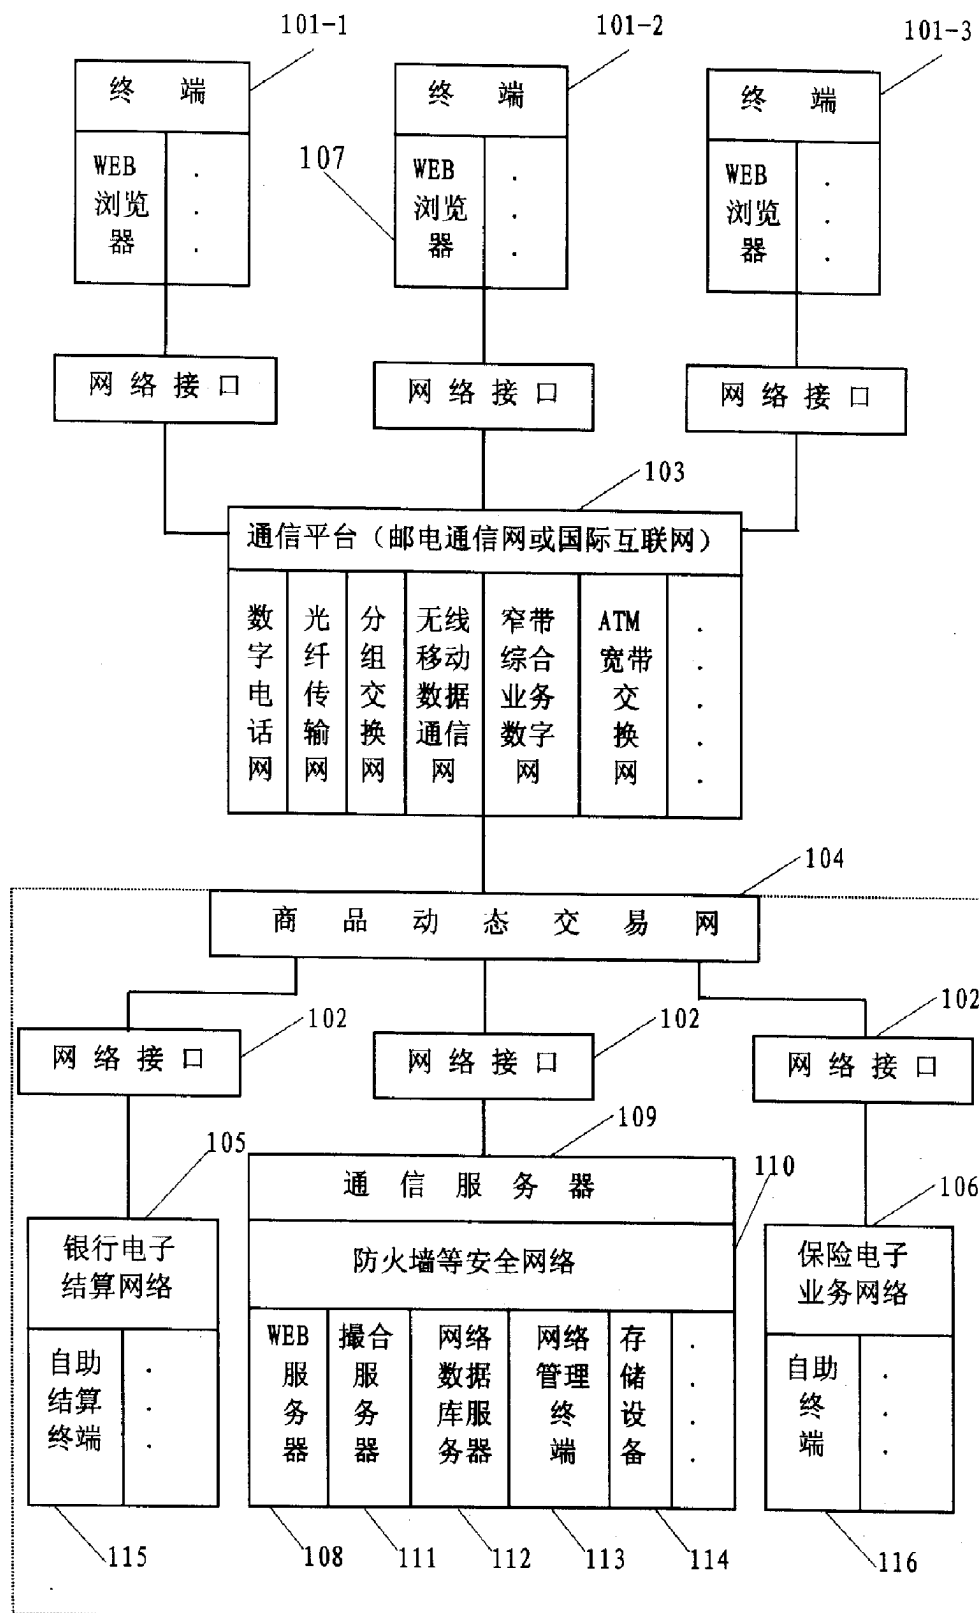 101-1
101-2
101-3
终 端
终 端
终 端
107
WEB
浏览
器
WEB
浏览
器
WEB
浏览
器
网 络 接 口
网 络 接 口
网 络 接 口
103
通信平台（邮电通信网或国际互联网）
数
字
电
话
网
光
纤
传
输
网
分
组
交
换
网
无线
移动
数据
通信
网
窄带
综合
业务
数字
网
ATM
宽带
交
换
网
104
商 品 动 态 交 易 网
102
102
102
网 络 接 口
网 络 接 口
网 络 接 口
105
109
110
106
银行电子
结算网络
通 信 服 务 器
防火墙等安全网络
保险电子
业务网络
自助
结算
终端
WEB
服
务
器
撮合
服
务
器
网络
数据
库服
务器
网络
管理
终
端
存
储
设
备
自助
终
端
115
108
111
112
113
114
116